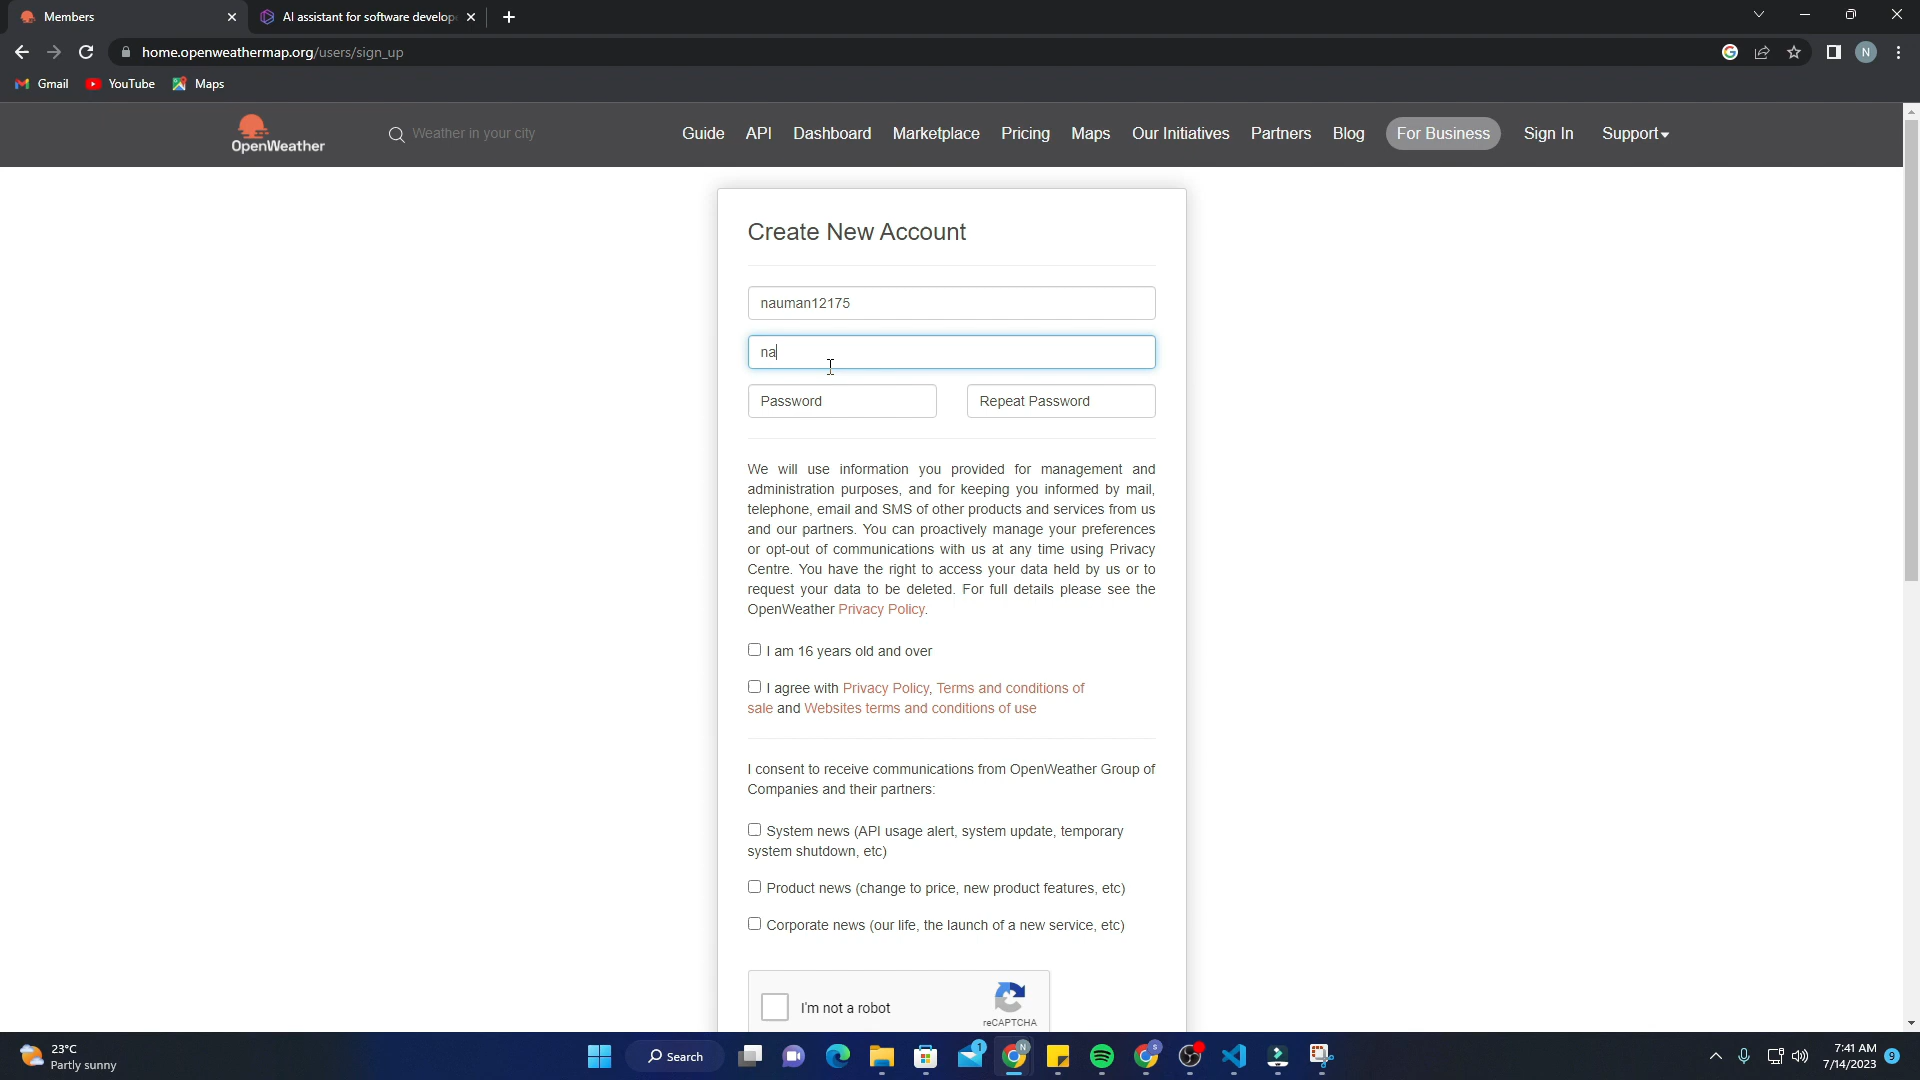 Members
AI assistant for software develop
home.openweathermap.org/users/sign_up
N
Gmail
YouTube
Maps
OpenWeather
Weather in your city
Guide
API
Dashboard
Marketplace
Pricing
Maps
Our Initiatives
Partners
Blog
For Business
Sign In
Support
Create New Account
nauman12175
na
Password
Repeat Password
We will use information you provided for management and
administration purposes, and for keeping you informed by mail,
telephone, email and SMS of other products and services from us
and our partners. You can proactively manage your preferences
or opt-out of communications with us at any time using Privacy
Centre. You have the right to access your data held by us or to
request your data to be deleted. For full details please see the
OpenWeather Privacy Policy.
I am 16 years old and over
I agree with Privacy Policy, Terms and conditions of
sale and Websites terms and conditions of use
I consent to receive communications from OpenWeather Group of
Companies and their partners:
System news (API usage alert, system update, temporary
system shutdown, etc)
Product news (change to price, new product features, etc)
Corporate news (our life, the launch of a new service, etc)
I'm not a robot
reCAPTCHA
23°C
Partly sunny
Search
1
N
S
7:41 AM
7/14/2023
9